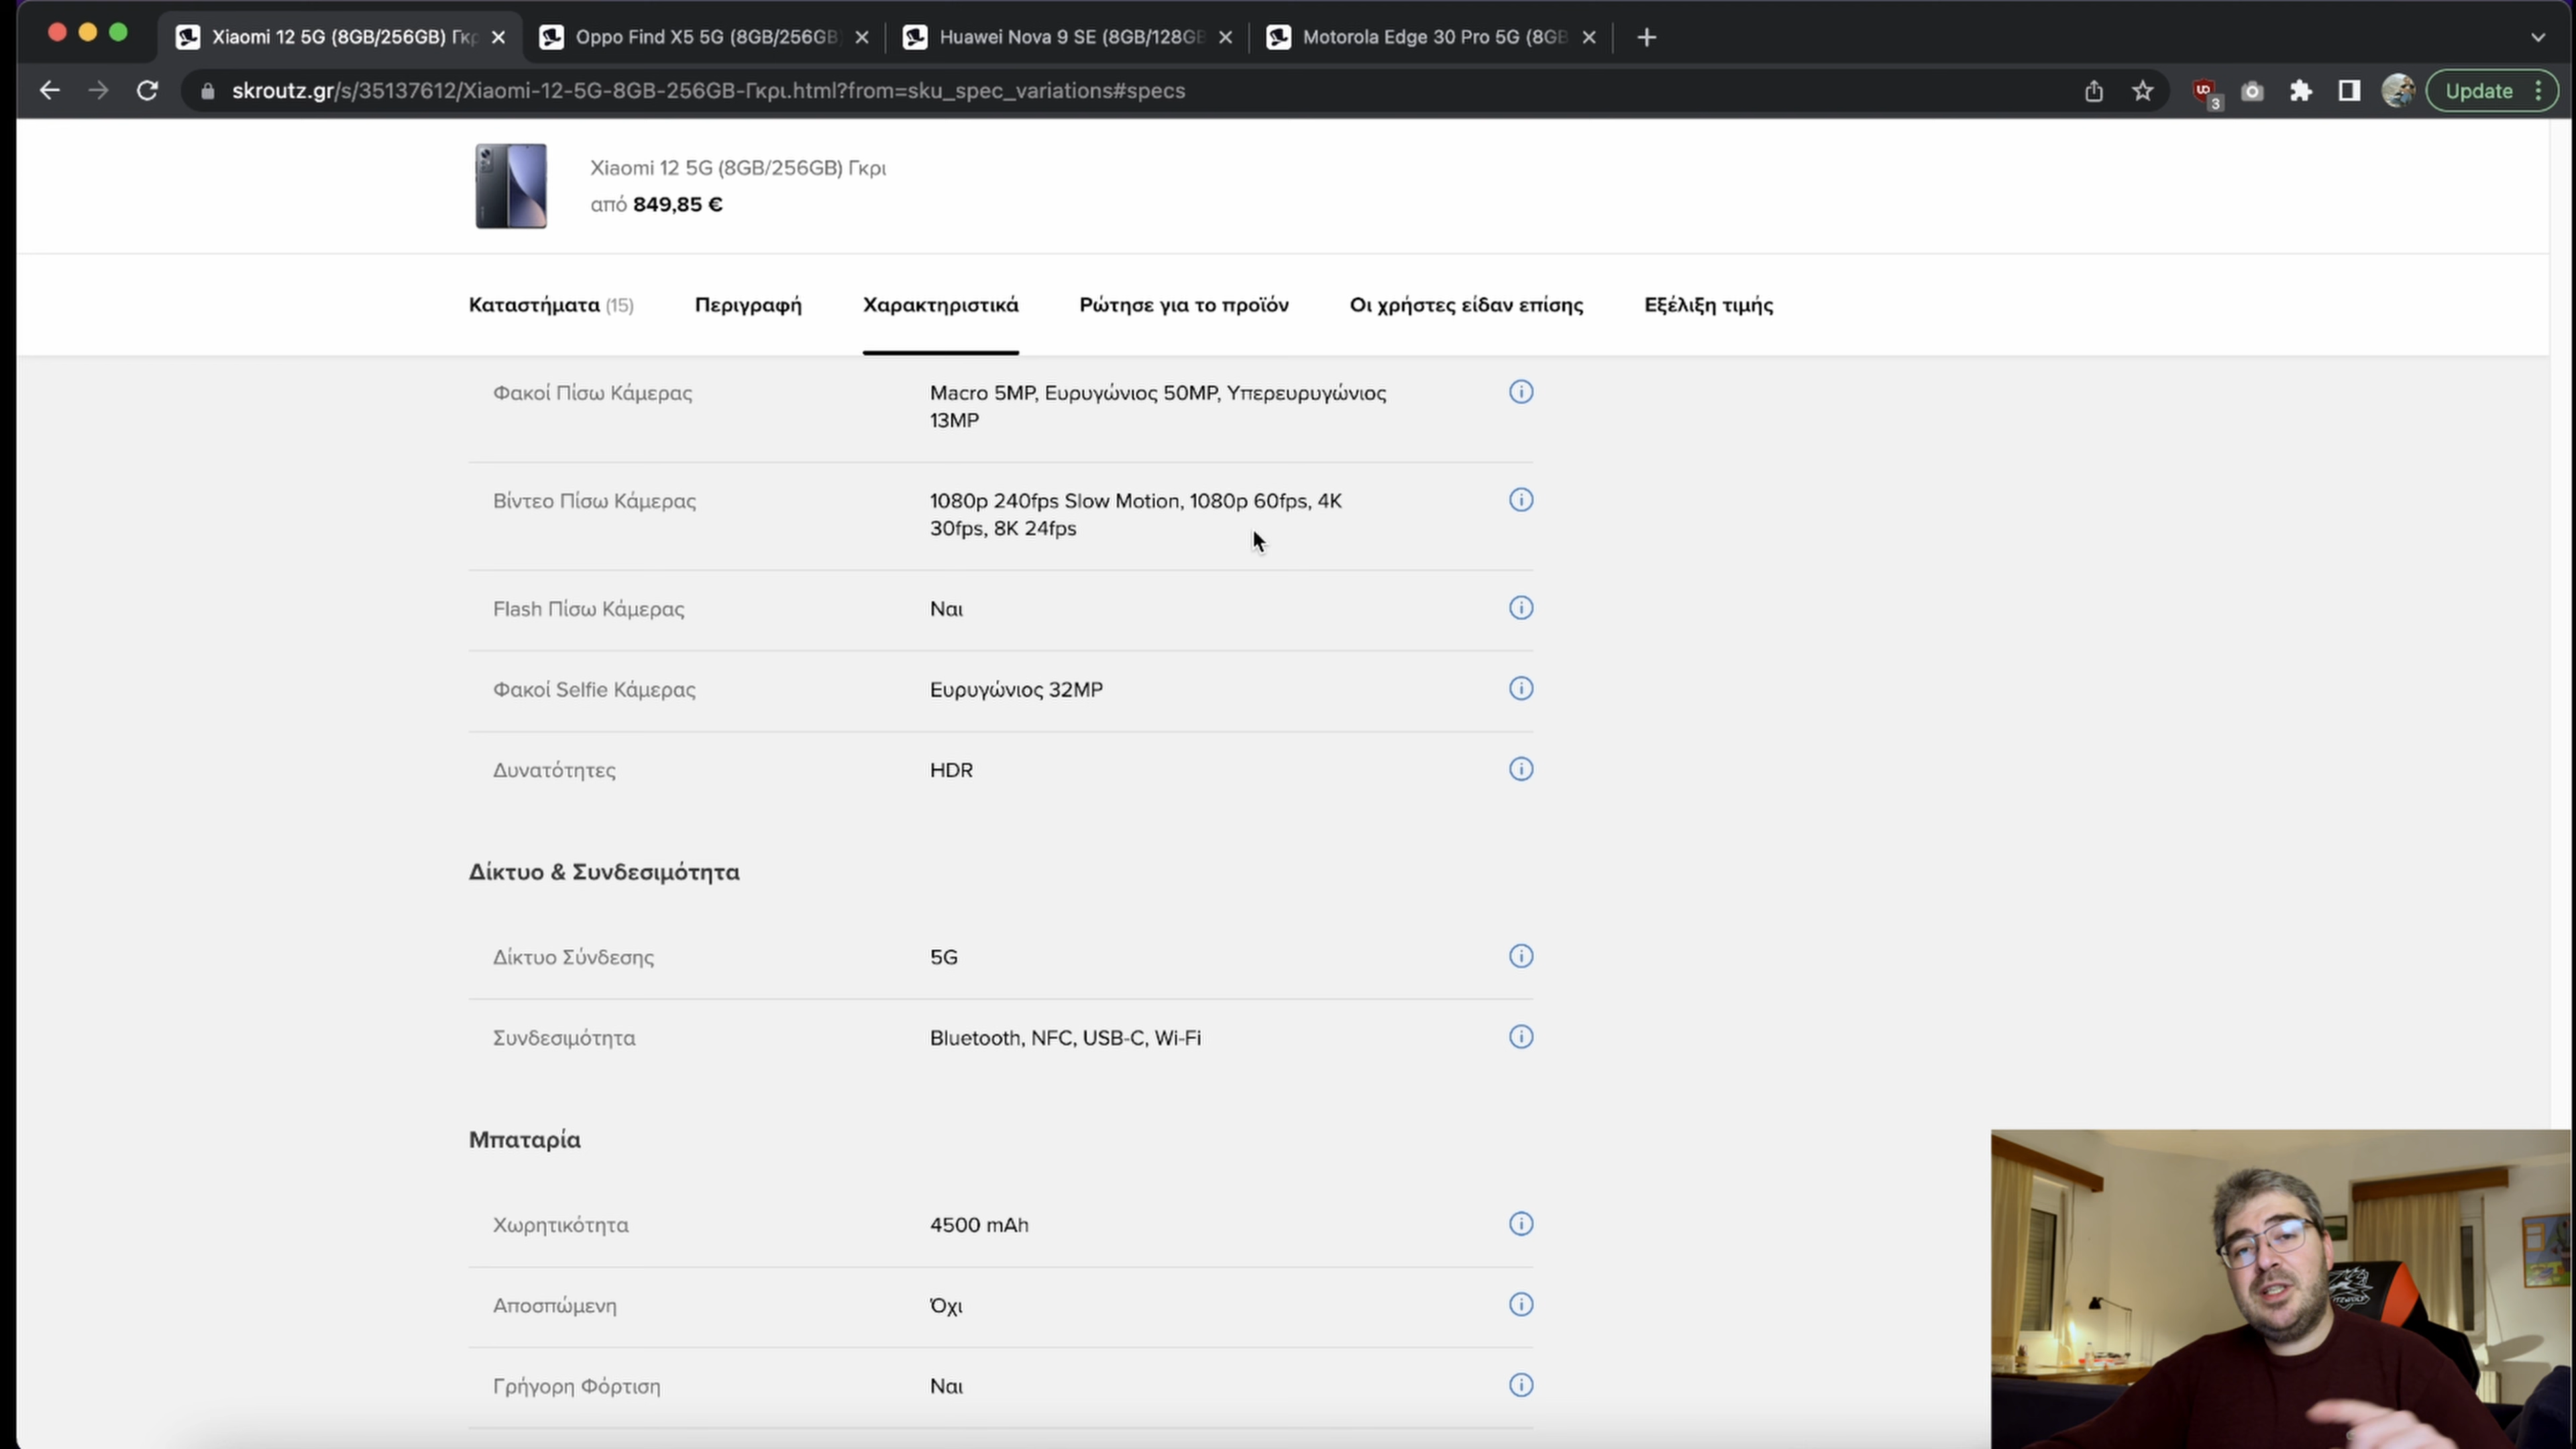 Xiaomi 12 5G (8GB/256GB) Γκρ
Oppo Find X5 5G (8GB/256GB)
Huawei Nova 9 SE (8GB/128GB
Motorola Edge 30 Pro 5G (8GB
skroutz.gr/s/35137612/Xiaomi-12-5G-8GB-256GB-Γκρι.html?from=sku_spec_variations#specs
3
Update
Xiaomi 12 5G (8GB/256GB) Γκρι
από 849,85 €
Καταστήματα (15)
Περιγραφή
Χαρακτηριστικά
Ρώτησε για το προϊόν
Οι χρήστες είδαν επίσης
Εξέλιξη τιμής
Φακοί Πίσω Κάμερας
Macro 5MP, Ευρυγώνιος 50MP, Υπερευρυγώνιος
13MP
Βίντεο Πίσω Κάμερας
1080p 240fps Slow Motion, 1080p 60fps, 4K
30fps, 8K 24fps
Flash Πίσω Κάμερας
Ναι
Φακοί Selfie Κάμερας
Ευρυγώνιος 32MP
Δυνατότητες
HDR
Δίκτυο & Συνδεσιμότητα
Δίκτυο Σύνδεσης
5G
Συνδεσιμότητα
Bluetooth, NFC, USB-C, Wi-Fi
Μπαταρία
Χωρητικότητα
4500 mAh
Αποσπώμενη
Όχι
Γρήγορη Φόρτιση
Ναι